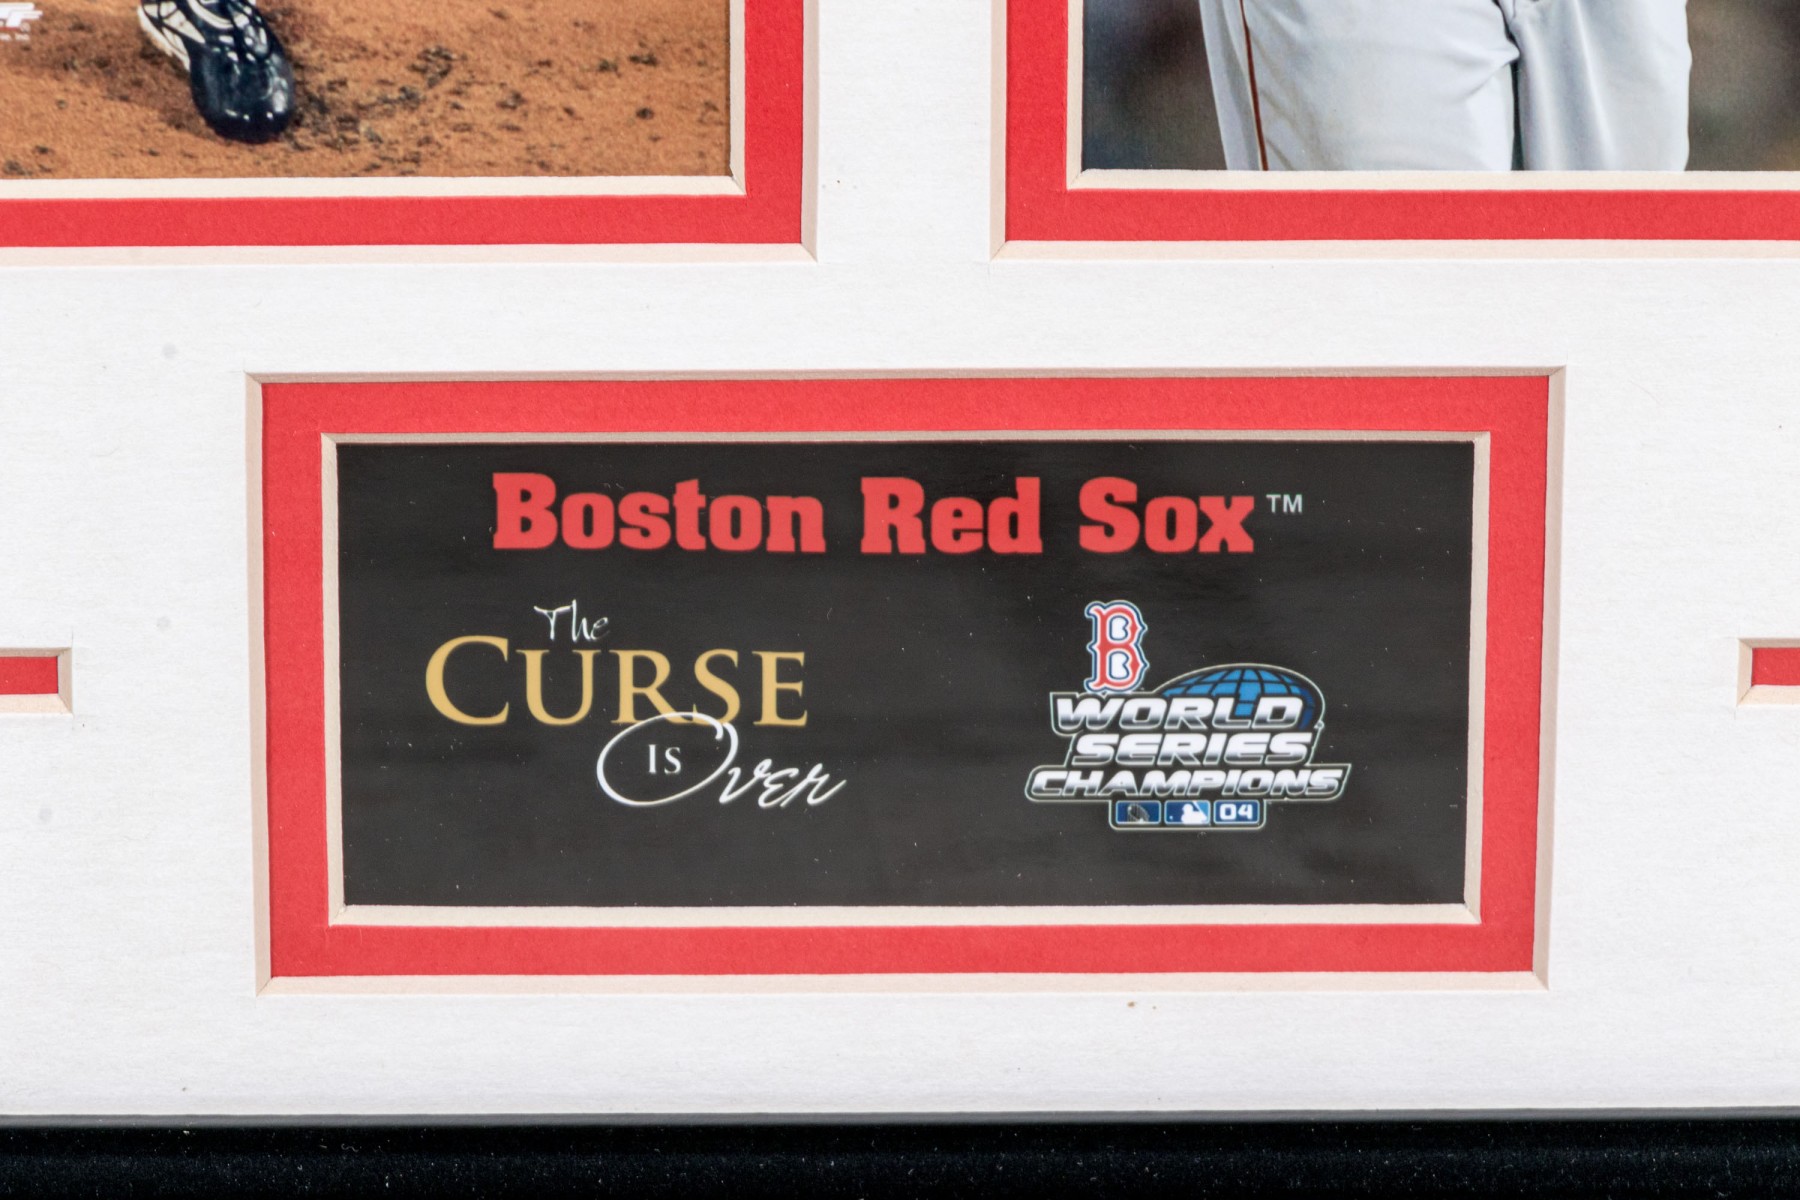 Boston Red Sox™
The
CURSE
IS OVER
B
WORLD
SERIES
CHAMPIONS
04